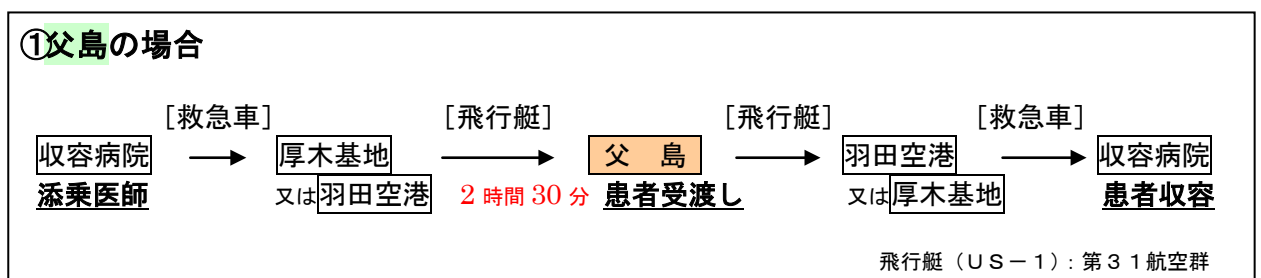 ①父島の場合
［救急車］ ［飛行艇］ ［飛行艇］ ［救急車］
収容病院 → 厚木基地 → 父 島 → 羽田空港 → 収容病院
添乗医師 又は羽田空港 2 時間 30 分 患者受渡し 又は厚木基地 患者収容
飛行艇（ＵＳ－１）：第３１航空群